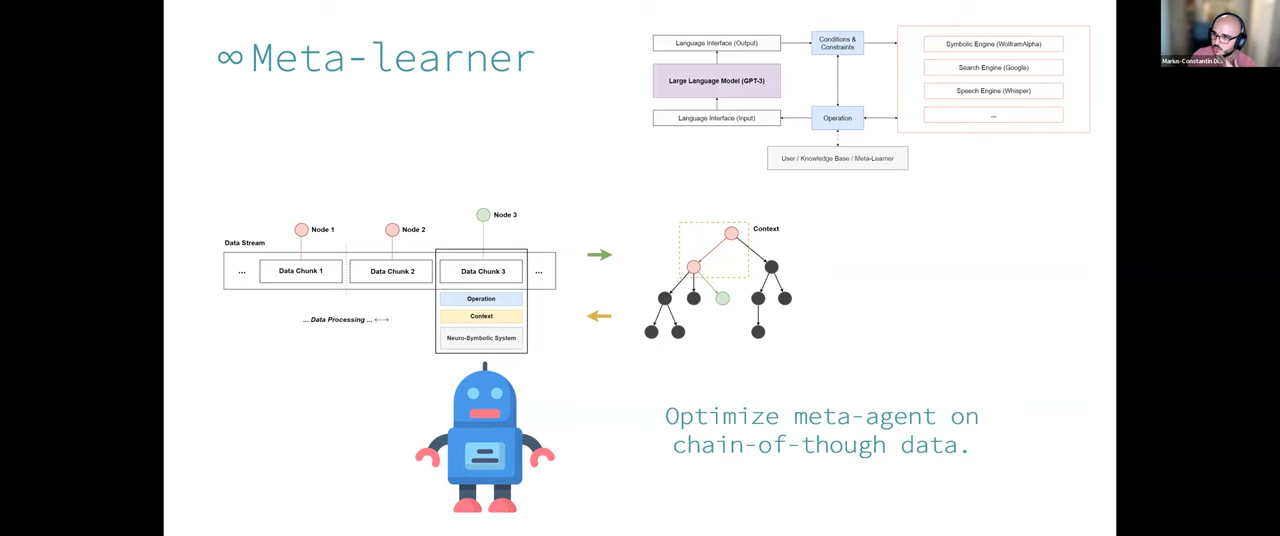 ∞Meta-learner
Language Interface (Output)
Large Language Model (GPT-3)
Language Interface (Input)
Conditions &
Constraints
Operation
User / Knowledge Base / Meta-Learner
Symbolic Engine (WolframAlpha)
Search Engine (Google)
Speech Engine (Whisper)
...
Marius-Constantin Di...
Node 1
Node 2
Node 3
Data Stream
...
Data Chunk 1
Data Chunk 2
Data Chunk 3
...
Operation
Context
Neuro-Symbolic System
... Data Processing ...
Context
Optimize meta-agent on
chain-of-though data.